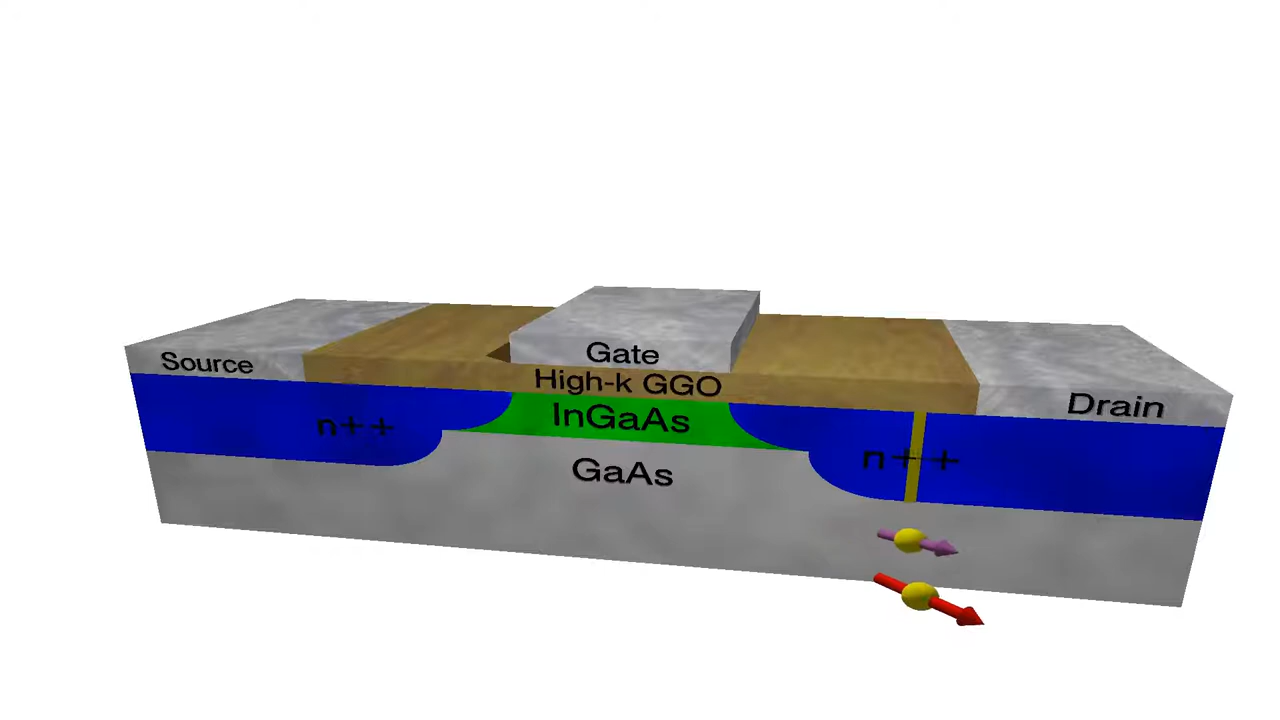 Gate
Source
High-k GGO
Drain
InGaAs
n++
n++
GaAs